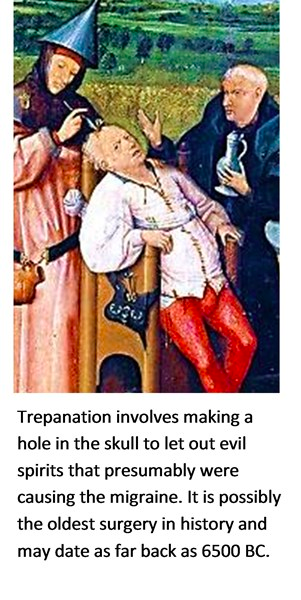 Trepanation involves making a
hole in the skull to let out evil
spirits that presumably were
causing the migraine. It is possibly
the oldest surgery in history and
may date as far back as 6500 BC.